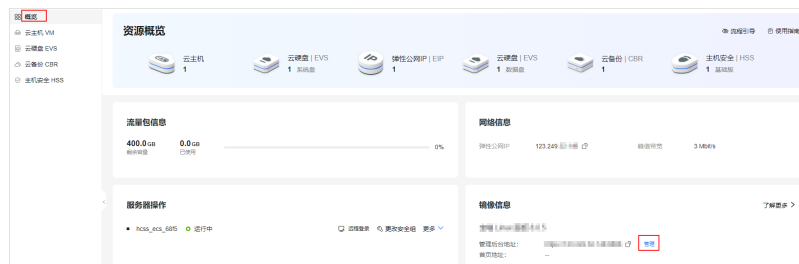 概览
云主机 VM
云硬盘 EVS
云备份 CBR
主机安全 HSS
资源概览
流程引导 使用指南
云主机
1
云硬盘 | EVS
1 系统盘
弹性公网IP | EIP
1
云硬盘 | EVS
1 数据盘
云备份 | CBR
1
主机安全 | HSS
1 基础版
流量包信息
400.0 GB 0.0 GB
剩余容量 已使用
0%
网络信息
弹性公网IP 123.249. 峰值带宽 3 Mbit/s
服务器操作
hcss_ecs_68f5 运行中 远程登录 更改安全组 更多
镜像信息 了解更多 >
管理后台地址: 管理
首页地址: --